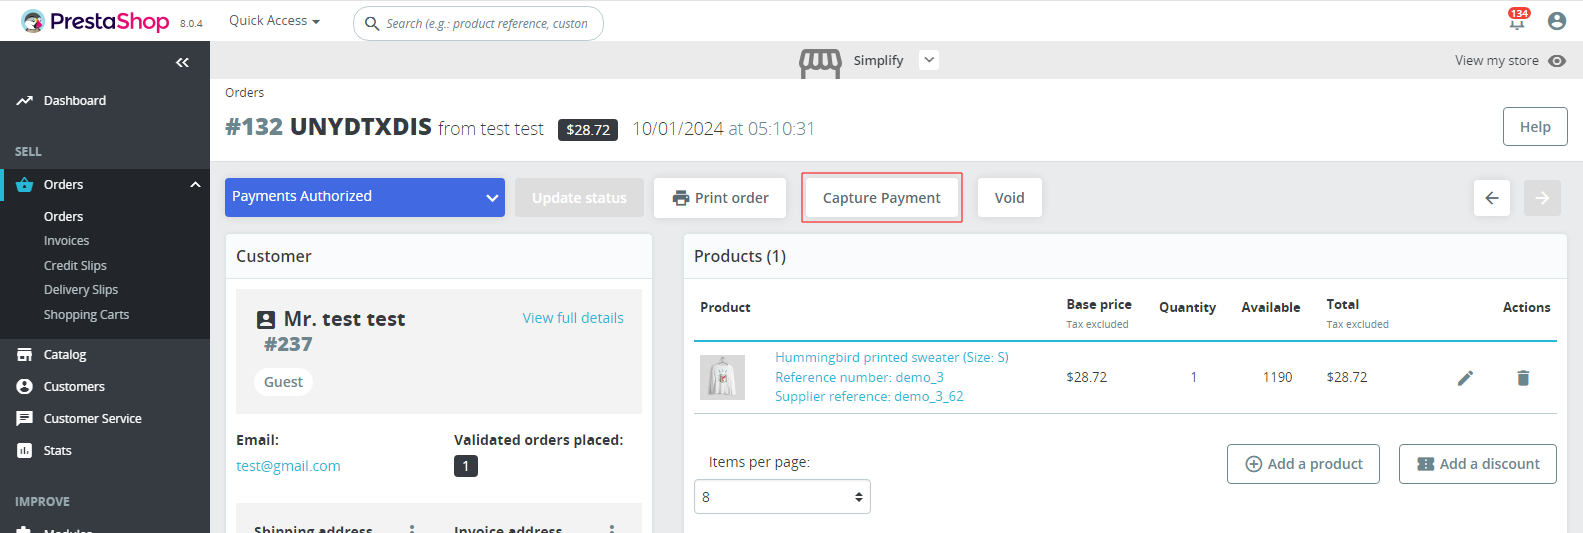 PrestaShop 8.0.4 Quick Access Search (e.g.: product reference, custon 134
Simplify View my store
Dashboard
SELL
Orders
Orders
Invoices
Credit Slips
Delivery Slips
Shopping Carts
Catalog
Customers
Customer Service
Stats
IMPROVE
Modules
Orders
#132 UNYDTXDIS from test test $28.72 10/01/2024 at 05:10:31 Help
Payments Authorized Update status Print order Capture Payment Void
Customer
Mr. test test View full details
#237
Guest
Email: Validated orders placed:
test@gmail.com 1
Shipping address Invoice address
Products (1)
Product Base price Quantity Available Total Actions
Tax excluded Tax excluded
Hummingbird printed sweater (Size: S)
Reference number: demo_3 $28.72 1 1190 $28.72
Supplier reference: demo_3_62
Items per page: Add a product Add a discount
8